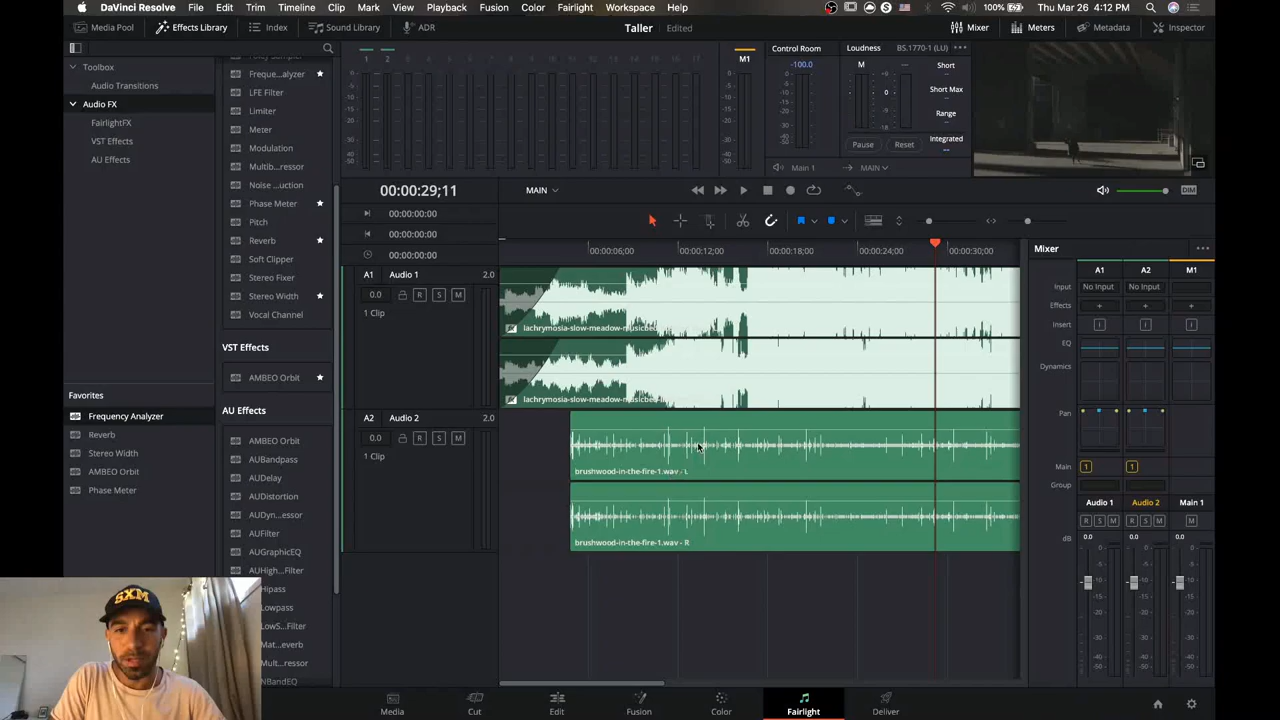 DaVinci Resolve File Edit Trim Timeline Clip Mark View Playback Fusion Color Fairlight Workspace Help 100% Thu Mar 26 4:12 PM
Media Pool Effects Library Index Sound Library ADR Taller Edited Mixer Meters Metadata Inspector
Toolbox
Audio Transitions
Audio FX
FairlightFX
VST Effects
AU Effects
Favorites
Frequency Analyzer
Reverb
Stereo Width
AMBEO Orbit
Phase Meter
Freque...alyzer
LFE Filter
Limiter
Meter
Modulation
Multib...ressor
Noise ...uction
Phase Meter
Pitch
Reverb
Soft Clipper
Stereo Fixer
Stereo Width
Vocal Channel
VST Effects
AMBEO Orbit
AU Effects
AMBEO Orbit
AUBandpass
AUDelay
AUDistortion
AUDyn...essor
AUFilter
AUGraphicEQ
AUHigh...Filter
Hipass
Lowpass
LowS...Filter
Mat...everb
Mult...ressor
NBandEQ
SXM
1 2 M1
Control Room
-100.0
Loudness BS.1770-1 (LU)
M
Short
Short Max
Range
Integrated
Pause Reset
Main 1 MAIN
00:00:29;11
00:00:00:00
00:00:00:00
00:00:00:00
MAIN
DIM
00:00:06;00 00:00:12;00 00:00:18;00 00:00:24;00 00:00:30;00
A1 Audio 1 2.0
0.0 R S M
1 Clip
lachrymosia-slow-meadow-musicbed
lachrymosia-slow-meadow-musicbed
A2 Audio 2 2.0
0.0 R S M
1 Clip
brushwood-in-the-fire-1.wav - L
brushwood-in-the-fire-1.wav - R
Mixer
A1 A2 M1
Input No Input No Input
Effects + + +
Insert
EQ
Dynamics
Pan
Main 1 1
Group
Audio 1 Audio 2 Main 1
R S M R S M M
dB 0.0 0.0 0.0
Media Cut Edit Fusion Color Fairlight Deliver